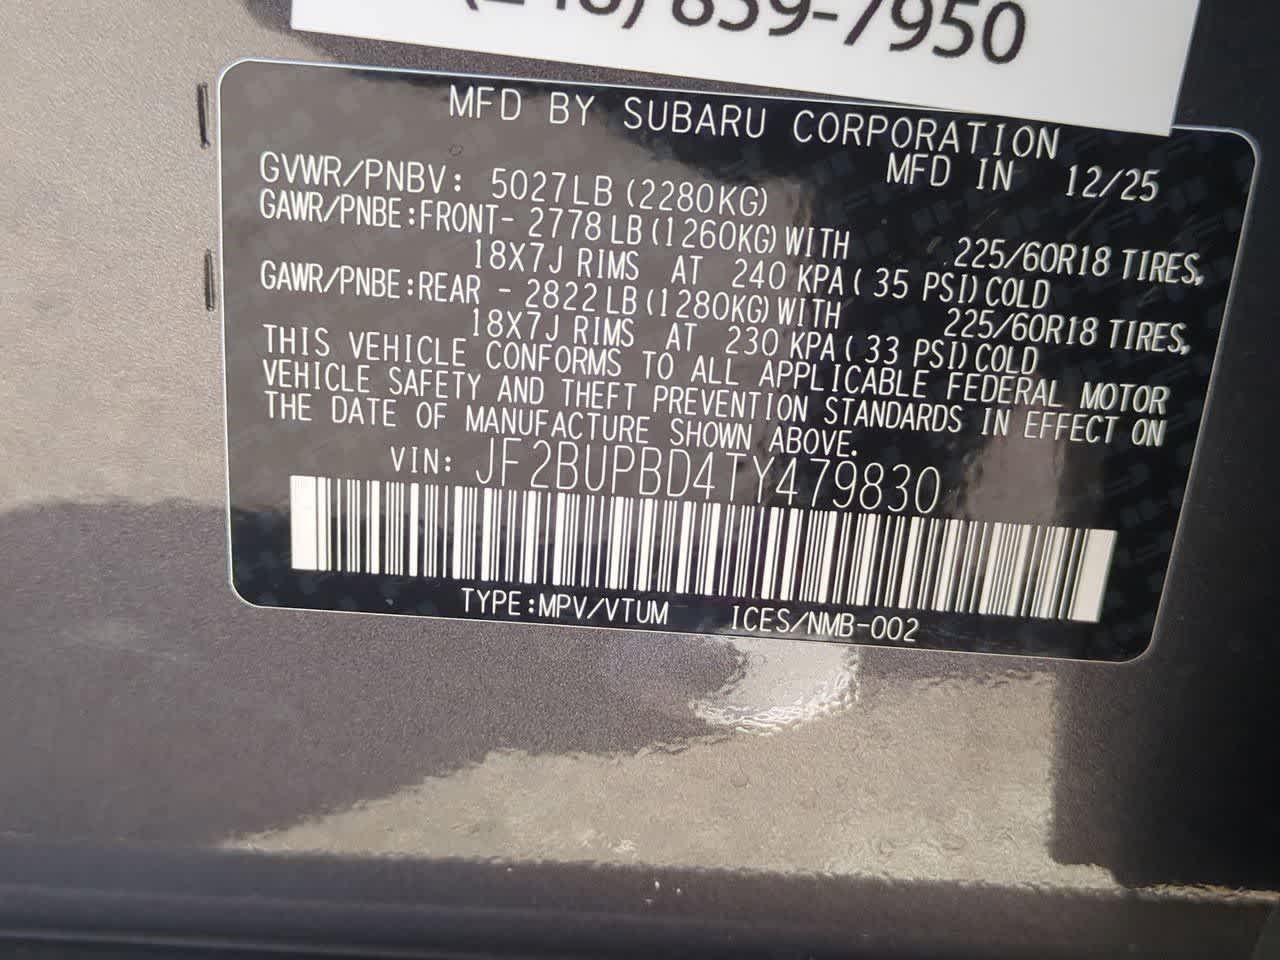 859-7950
MFD BY SUBARU CORPORATION
MFD IN 12/25
GVWR/PNBV: 5027LB (2280KG)
GAWR/PNBE:FRONT- 2778 LB (1260KG) WITH 225/60R18 TIRES,
18X7J RIMS AT 240 KPA ( 35 PSI) COLD
GAWR/PNBE:REAR - 2822 LB (1280KG) WITH 225/60R18 TIRES,
18X7J RIMS AT 230 KPA ( 33 PSI) COLD
THIS VEHICLE CONFORMS TO ALL APPLICABLE FEDERAL MOTOR
VEHICLE SAFETY AND THEFT PREVENTION STANDARDS IN EFFECT ON
THE DATE OF MANUFACTURE SHOWN ABOVE.
VIN: JF2BUPBD4TY479830
TYPE:MPV/VTUM ICES/NMB-002